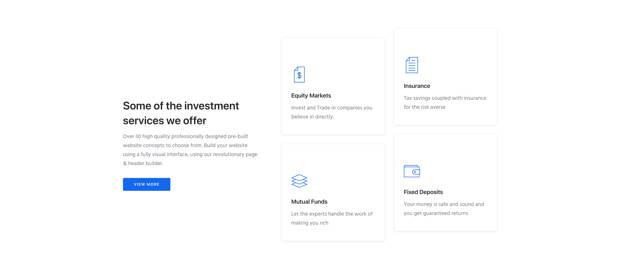 Some of the investment
services we offer
Over 90 high quality professionally designed pre-built
website concepts to choose from. Build your website
using a fully visual interface, using our revolutionary page
& header builder.
VIEW MORE
Equity Markets
Invest and Trade in companies you
believe in directly.
Mutual Funds
Let the experts handle the work of
making you rich
Insurance
Tax savings coupled with insurance
for the risk averse
Fixed Deposits
Your money is safe and sound and
you get guaranteed returns